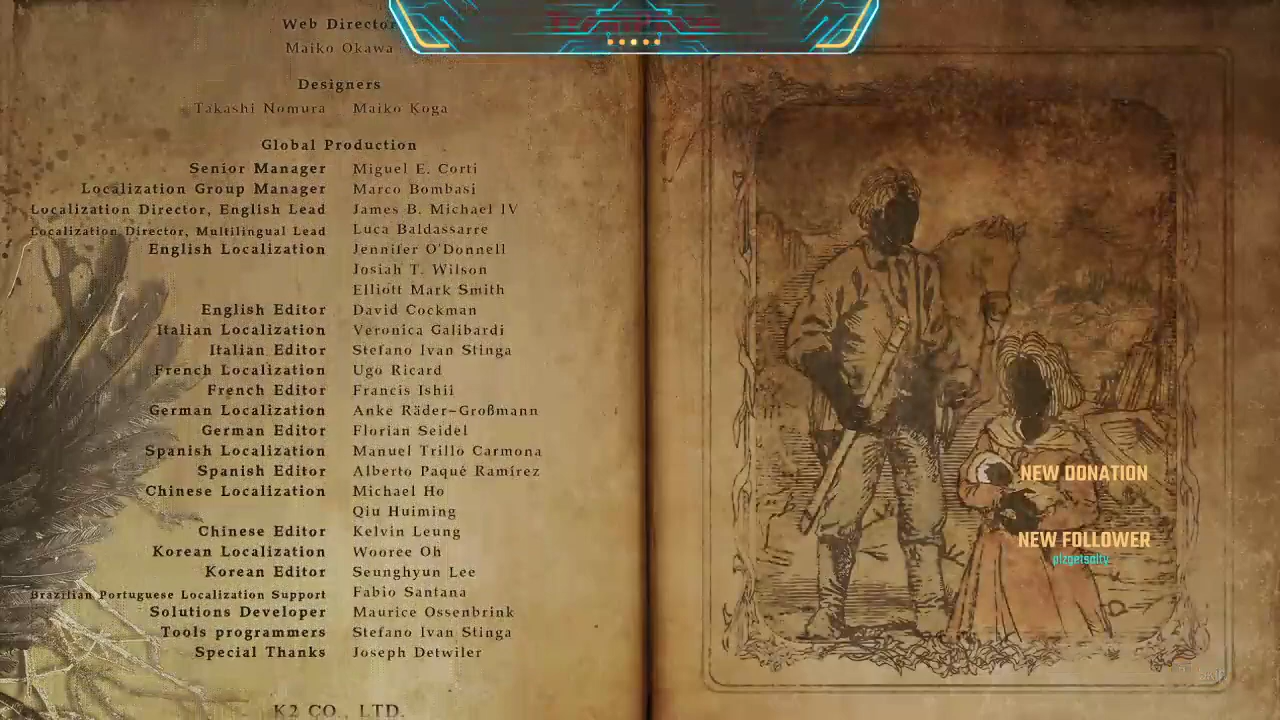 Web Director
Maiko Okawa
Designers
Takashi Nomura Maiko Koga
Global Production
Senior Manager Miguel E. Corti
Localization Group Manager Marco Bombasi
Localization Director, English Lead James B. Michael IV
Localization Director, Multilingual Lead Luca Baldassarre
English Localization Jennifer O'Donnell
Josiah T. Wilson
Elliott Mark Smith
English Editor David Cockman
Italian Localization Veronica Galibardi
Italian Editor Stefano Ivan Stinga
French Localization Ugo Ricard
French Editor Francis Ishii
German Localization Anke Räder-Großmann
German Editor Florian Seidel
Spanish Localization Manuel Trillo Carmona
Spanish Editor Alberto Paqué Ramírez
Chinese Localization Michael Ho
Qiu Huiming
Chinese Editor Kelvin Leung
Korean Localization Wooree Oh
Korean Editor Seunghyun Lee
Brazilian Portuguese Localization Support Fabio Santana
Solutions Developer Maurice Ossenbrink
Tools programmers Stefano Ivan Stinga
Special Thanks Joseph Detwiler
K2 CO., LTD.
NEW DONATION
NEW FOLLOWER
plzgetsalty